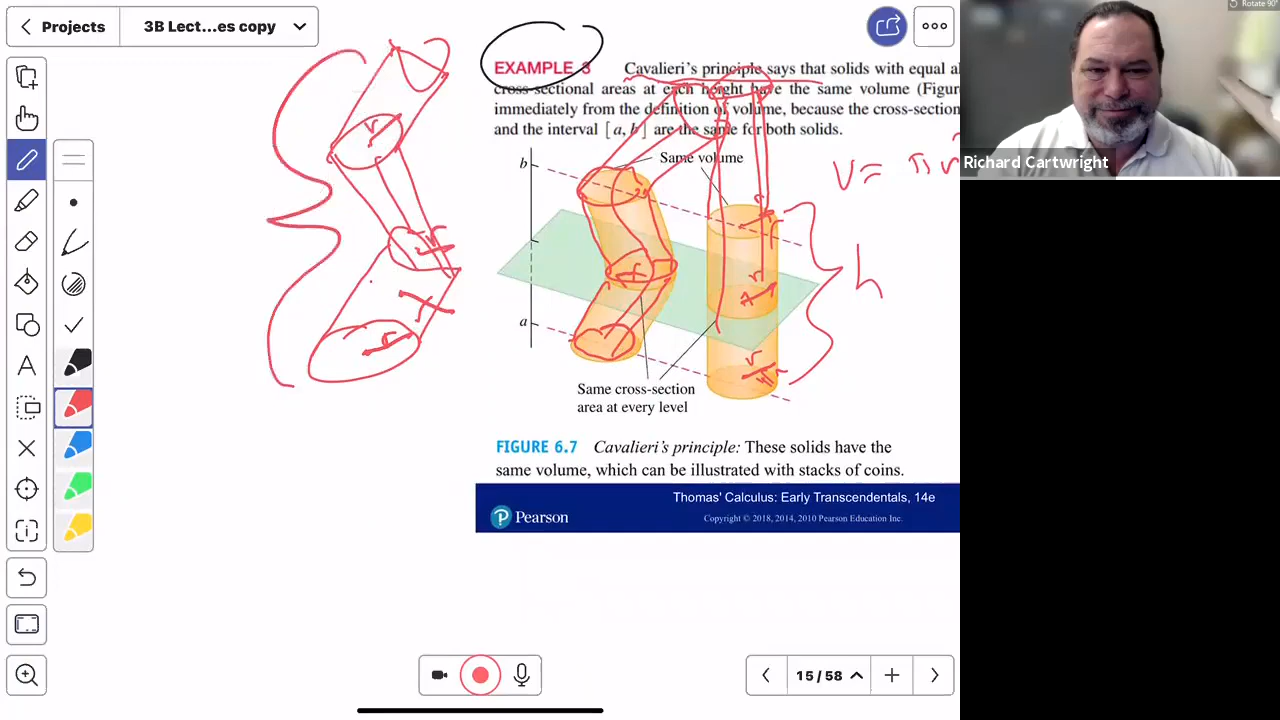 Projects
3B Lect...es copy
Rotate 90°
EXAMPLE 3 Cavalieri's principle says that solids with equal al
cross-sectional areas at each height have the same volume (Figur
immediately from the definition of volume, because the cross-section
and the interval [a, b] are the same for both solids.
Richard Cartwright
b
Same volume
V = πr
r
r
r
h
r
r
a
r
r
πr
Same cross-section
area at every level
FIGURE 6.7 Cavalieri's principle: These solids have the
same volume, which can be illustrated with stacks of coins.
Thomas' Calculus: Early Transcendentals, 14e
Pearson
Copyright © 2018, 2014, 2010 Pearson Education Inc.
15 / 58